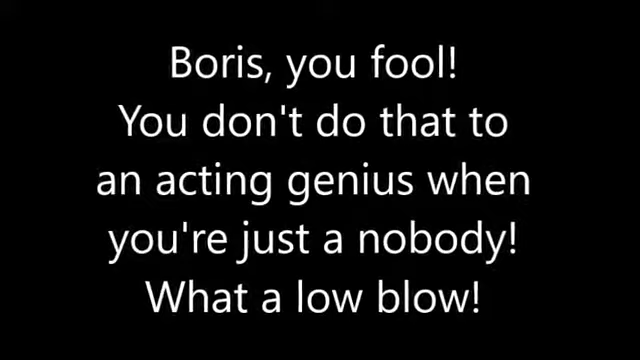 Boris, you fool!
You don't do that to
an acting genius when
you're just a nobody!
What a low blow!